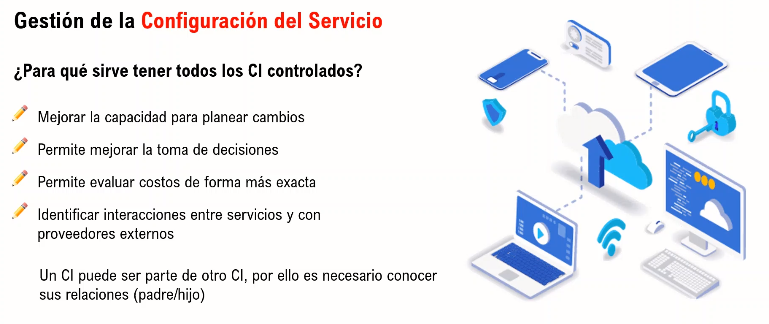 Gestión de la Configuración del Servicio
¿Para qué sirve tener todos los CI controlados?
Mejorar la capacidad para planear cambios
Permite mejorar la toma de decisiones
Permite evaluar costos de forma más exacta
Identificar interacciones entre servicios y con
proveedores externos
Un CI puede ser parte de otro CI, por ello es necesario conocer
sus relaciones (padre/hijo)